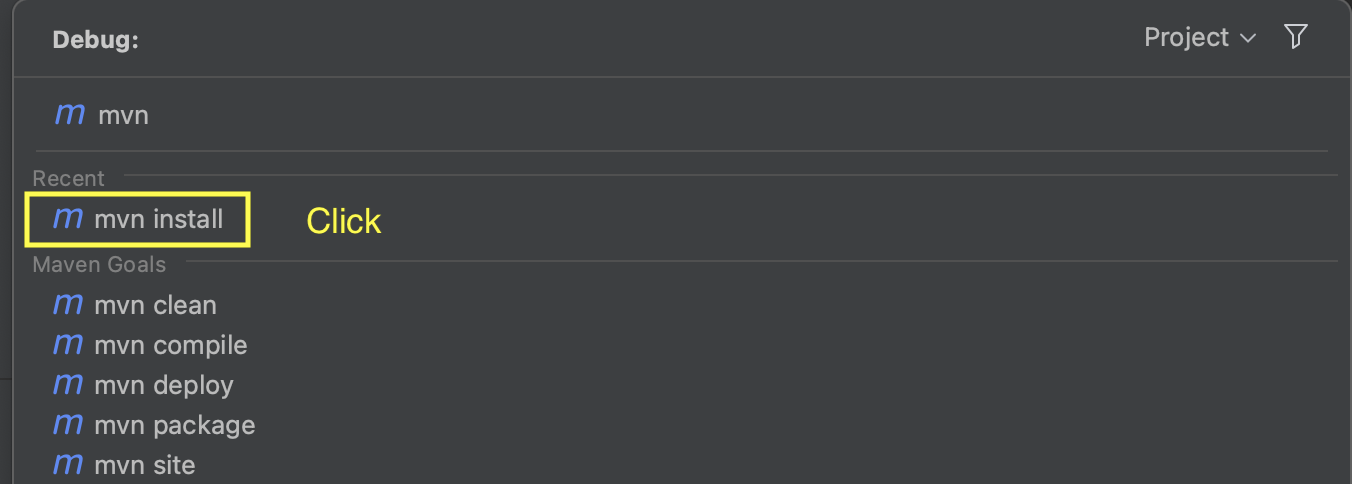 Debug:
Project
m mvn
Recent
m mvn install
Click
Maven Goals
m mvn clean
m mvn compile
m mvn deploy
m mvn package
m mvn site